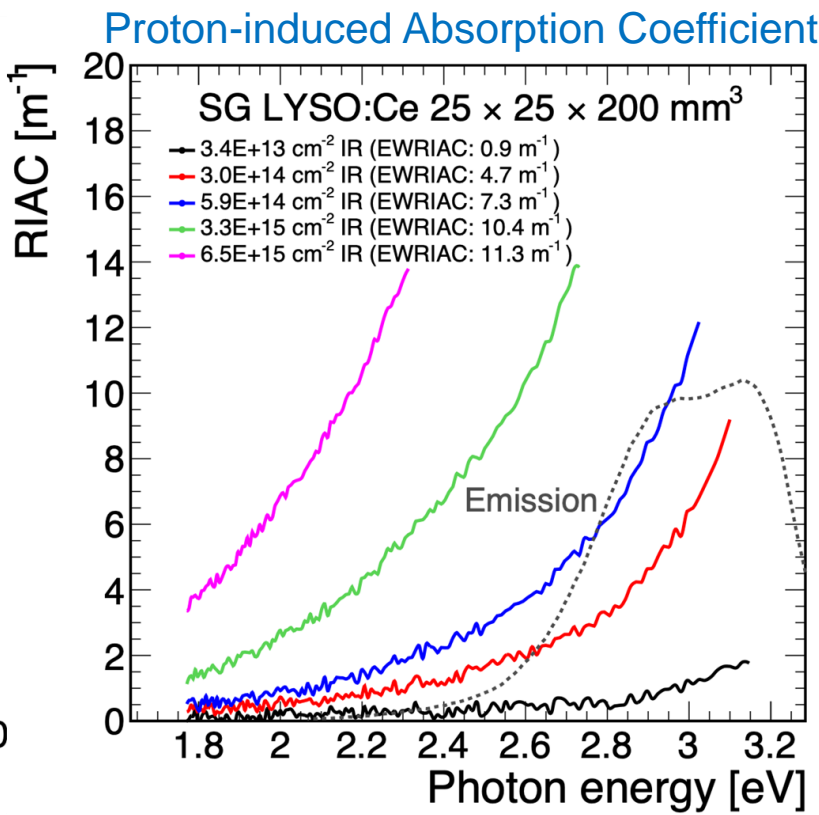 Proton-induced Absorption Coefficient
RIAC [m⁻¹]
20
18
16
14
12
10
8
6
4
2
0
SG LYSO:Ce 25 × 25 × 200 mm³
3.4E+13 cm⁻² IR (EWRIAC: 0.9 m⁻¹)
3.0E+14 cm⁻² IR (EWRIAC: 4.7 m⁻¹)
5.9E+14 cm⁻² IR (EWRIAC: 7.3 m⁻¹)
3.3E+15 cm⁻² IR (EWRIAC: 10.4 m⁻¹)
6.5E+15 cm⁻² IR (EWRIAC: 11.3 m⁻¹)
Emission
1.8 2 2.2 2.4 2.6 2.8 3 3.2
Photon energy [eV]